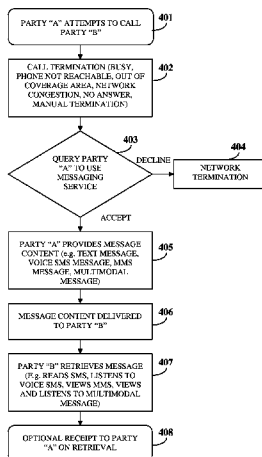 PARTY "A" ATTEMPTS TO CALL
PARTY "B"
401
CALL TERMINATION (BUSY,
PHONE NOT REACHABLE, OUT OF
COVERAGE AREA, NETWORK
CONGESTION, NO ANSWER,
MANUAL TERMINATION)
402
403
QUERY PARTY
"A" TO USE
MESSAGING
SERVICE
DECLINE
404
NETWORK
TERMINATION
ACCEPT
PARTY "A" PROVIDES MESSAGE
CONTENT (e.g. TEXT MESSAGE,
VOICE SMS MESSAGE, MMS
MESSAGE, MULTIMODAL
MESSAGE)
405
MESSAGE CONTENT DELIVERED
TO PARTY "B"
406
PARTY "B" RETRIEVES MESSAGE
(E.g. READS SMS, LISTENS TO
VOICE SMS, VIEWS MMS, VIEWS
AND LISTENS TO MULTIMODAL
MESSAGE)
407
OPTIONAL RECEIPT TO PARTY
"A" ON RETRIEVAL
408